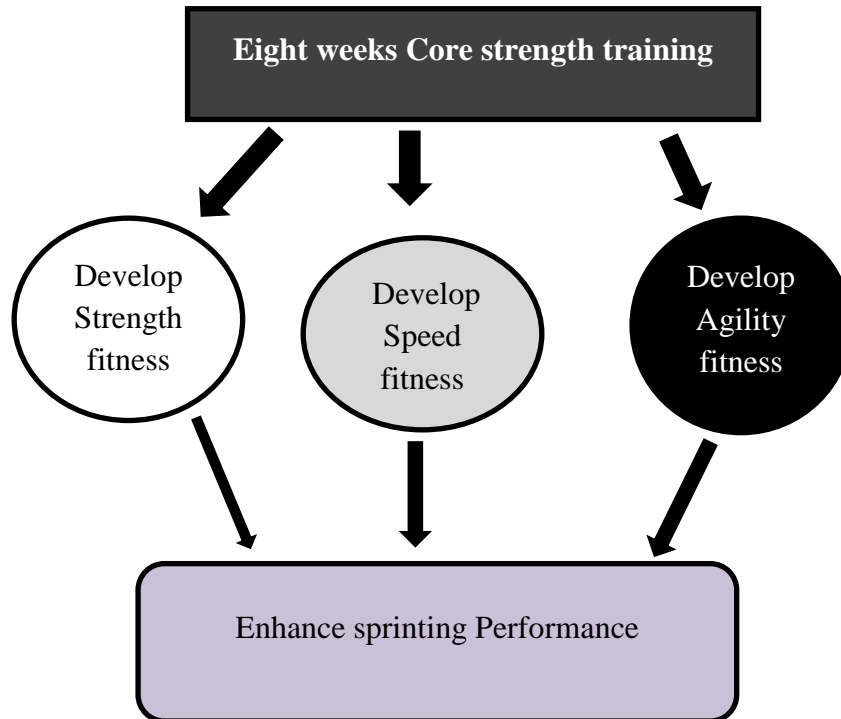 Eight weeks Core strength training
Develop
Strength
fitness
Develop
Speed
fitness
Develop
Agility
fitness
Enhance sprinting Performance